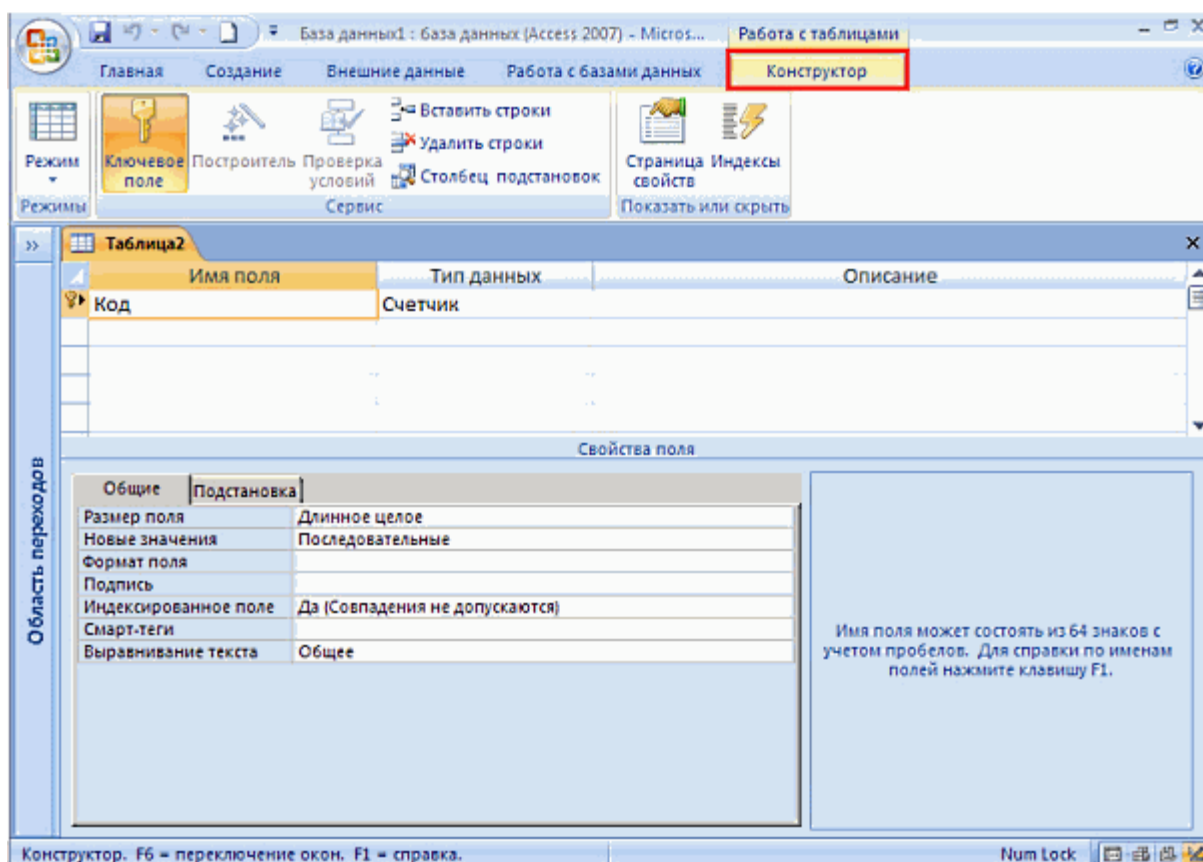 База данных1 : база данных (Access 2007) - Micros... Работа с таблицами
Главная Создание Внешние данные Работа с базами данных Конструктор
Режим
Ключевое поле
Построитель
Проверка условий
Вставить строки
Удалить строки
Столбец подстановок
Страница свойств
Индексы
Режимы Сервис Показать или скрыть
Таблица2
Имя поля Тип данных Описание
Код Счетчик
Свойства поля
Область переходов
Общие Подстановка
Размер поля Длинное целое
Новые значения Последовательные
Формат поля
Подпись
Индексированное поле Да (Совпадения не допускаются)
Смарт-теги
Выравнивание текста Общее
Имя поля может состоять из 64 знаков с
учетом пробелов. Для справки по именам
полей нажмите клавишу F1.
Конструктор. F6 = переключение окон. F1 = справка. Num Lock